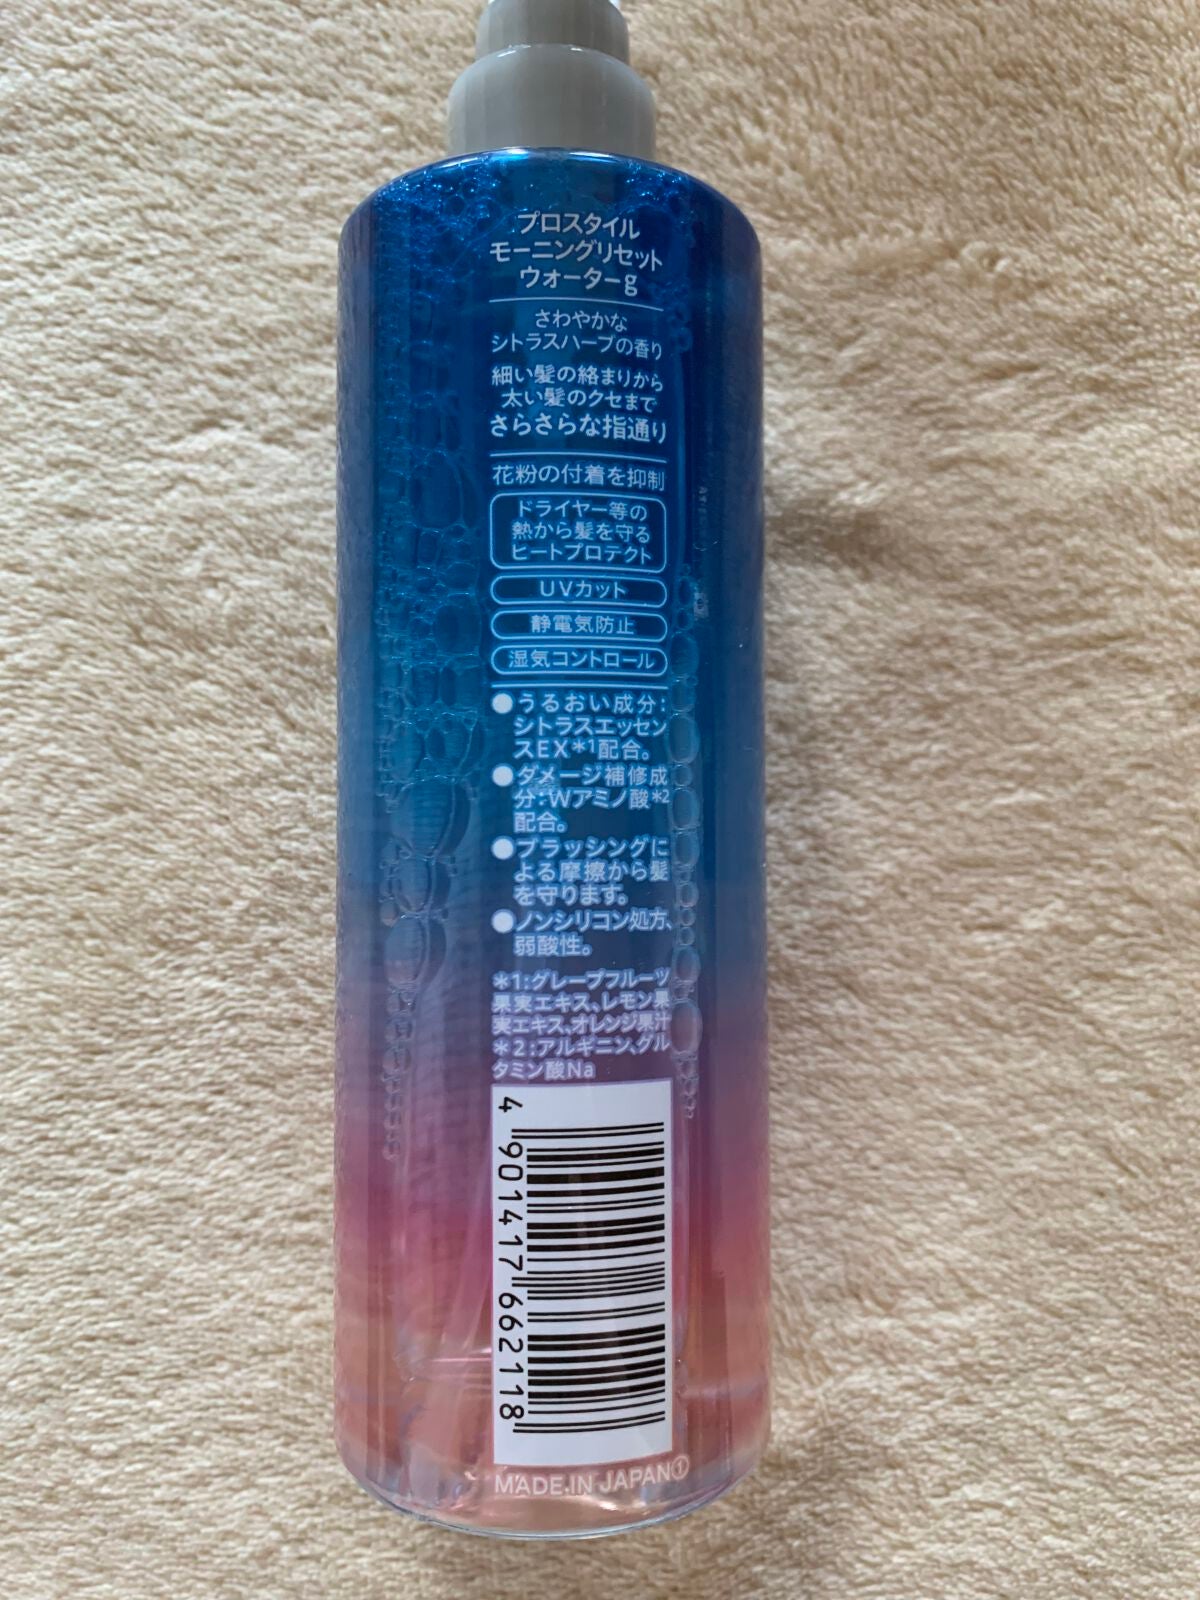 プロスタイル
モーニングリセット
ウォーターg
さわやかな
シトラスハーブの香り
細い髪の絡まりから
太い髪のクセまで
さらさらな指通り
花粉の付着を抑制
ドライヤー等の
熱から髪を守る
ヒートプロテクト
UVカット
静電気防止
湿気コントロール
●うるおい成分:
シトラスエッセン
スEX*1配合。
●ダメージ補修成
分:Wアミノ酸*2
配合。
●ブラッシングに
よる摩擦から髪
を守ります。
●ノンシリコン処方、
弱酸性。
*1:グレープフルーツ
果実エキス、レモン果
実エキス、オレンジ果汁
*2:アルギニン、グル
タミン酸Na
4 901417 662118
MADE IN JAPAN①